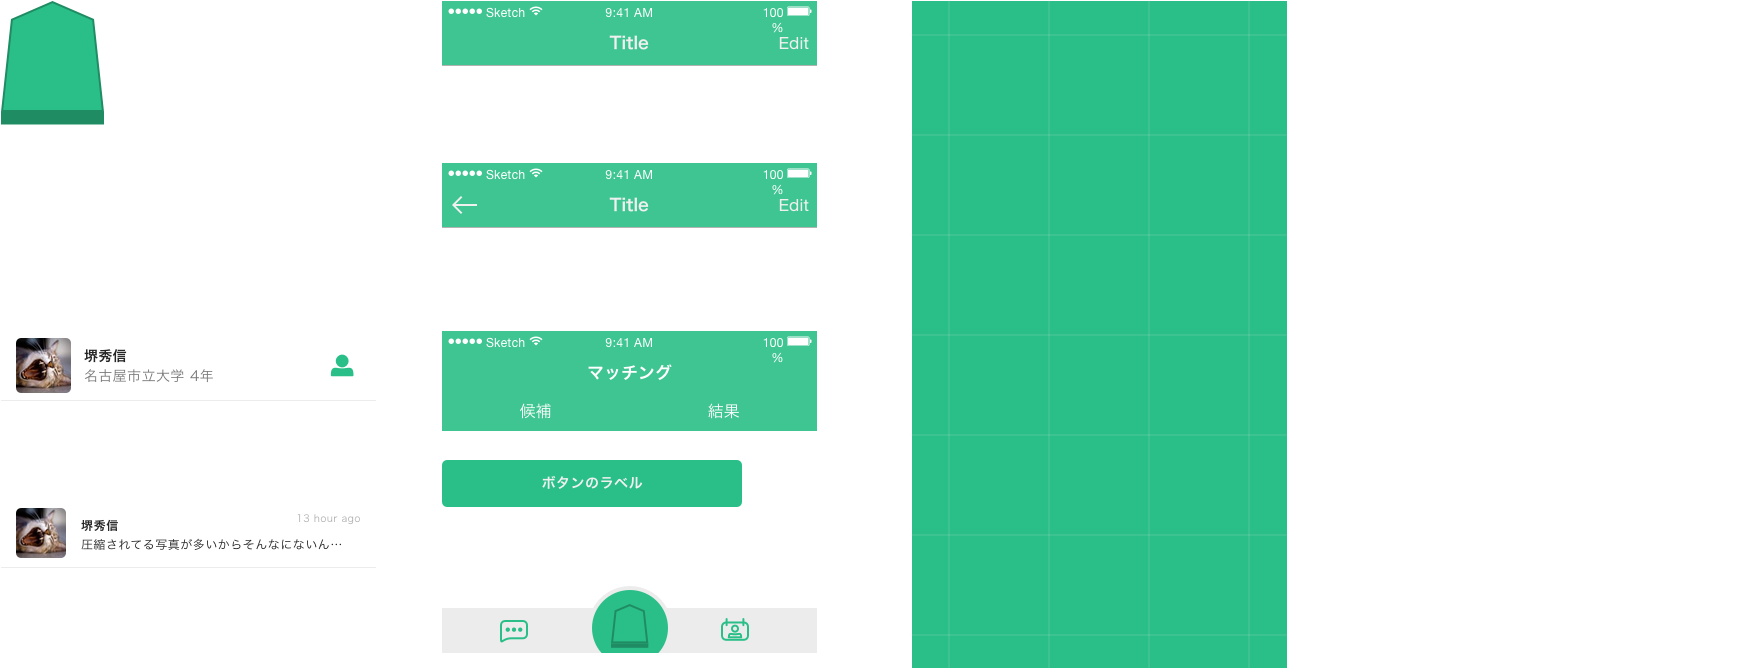 Sketch 9:41 AM 100
%
Title Edit
Sketch 9:41 AM 100
%
Title Edit
堺秀信
名古屋市立大学 4年
Sketch 9:41 AM 100
%
マッチング
候補 結果
ボタンのラベル
13 hour ago
堺秀信
圧縮されてる写真が多いからそんなにないん…